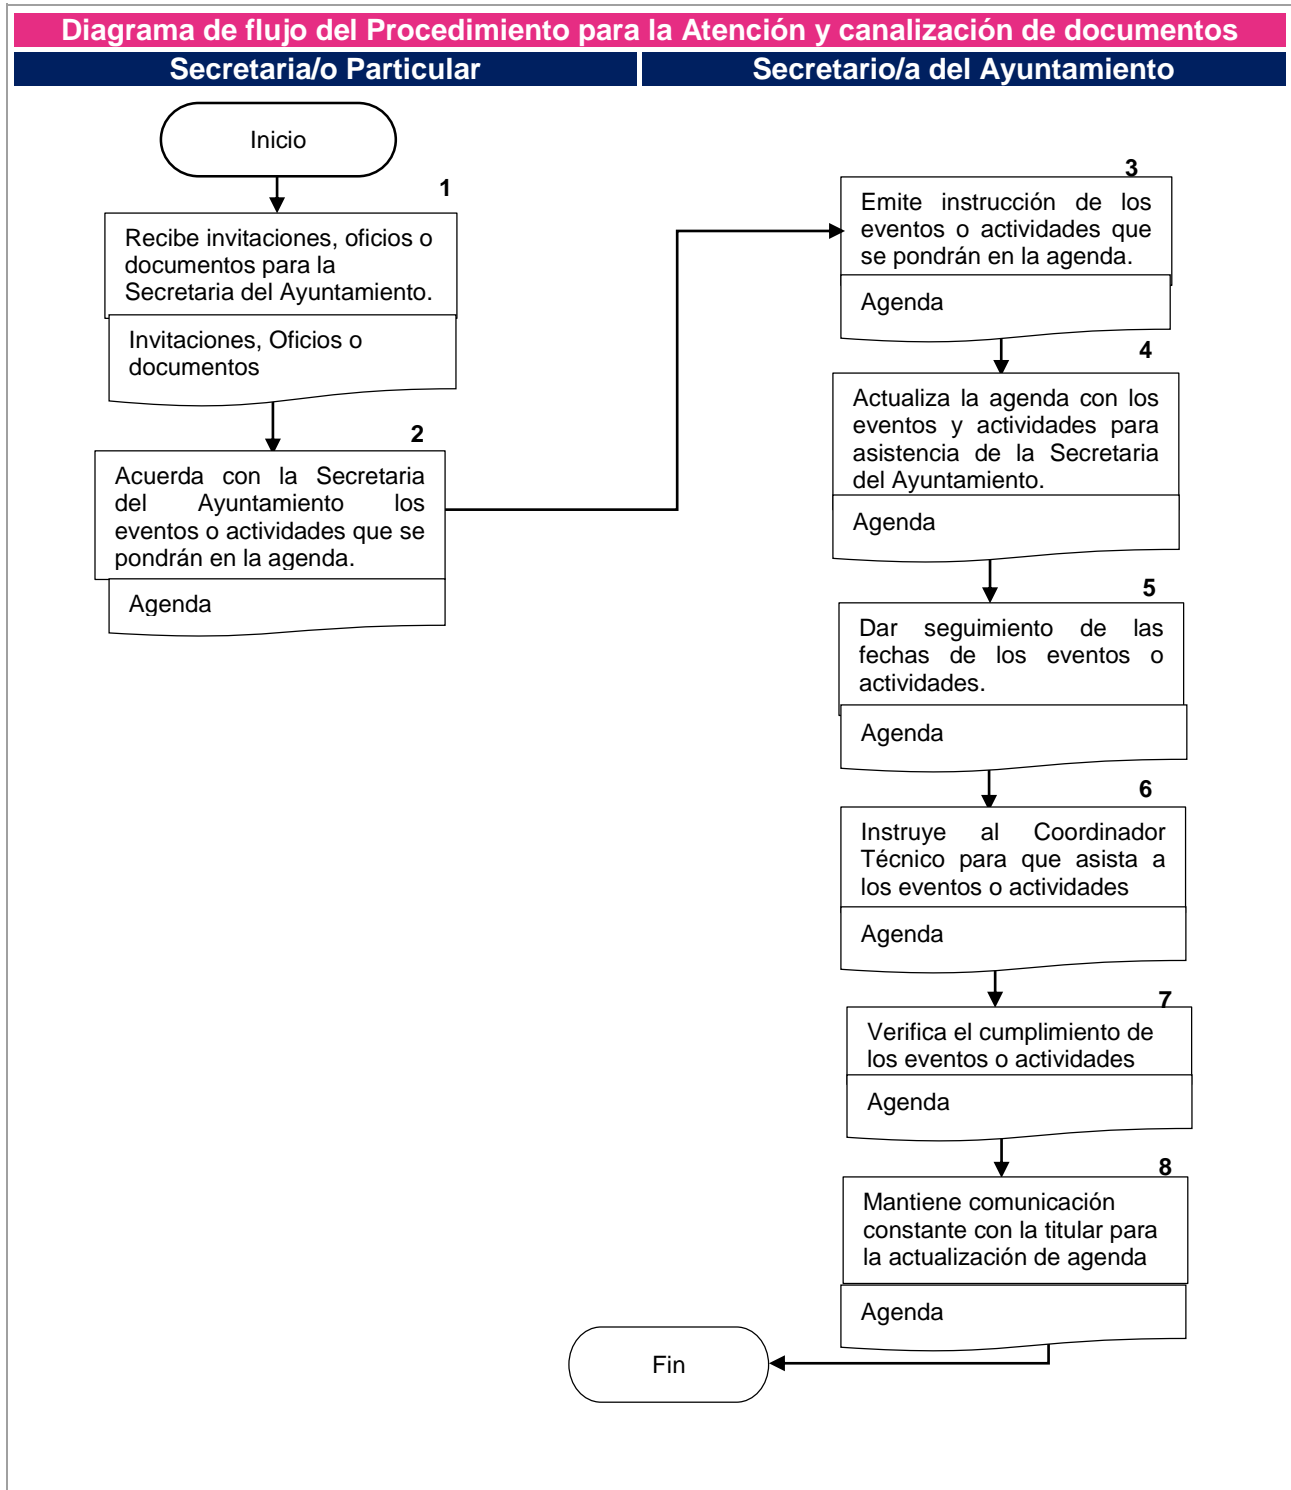 Diagrama de flujo del Procedimiento para la Atención y canalización de documentos
Secretaria/o Particular
Secretario/a del Ayuntamiento
Inicio
1
Recibe invitaciones, oficios o
documentos para la
Secretaria del Ayuntamiento.
Invitaciones, Oficios o
documentos
2
Acuerda con la Secretaria
del Ayuntamiento los
eventos o actividades que se
pondrán en la agenda.
Agenda
3
Emite instrucción de los
eventos o actividades que
se pondrán en la agenda.
Agenda
4
Actualiza la agenda con los
eventos y actividades para
asistencia de la Secretaria
del Ayuntamiento.
Agenda
5
Dar seguimiento de las
fechas de los eventos o
actividades.
Agenda
6
Instruye al Coordinador
Técnico para que asista a
los eventos o actividades
Agenda
7
Verifica el cumplimiento de
los eventos o actividades
Agenda
8
Mantiene comunicación
constante con la titular para
la actualización de agenda
Agenda
Fin